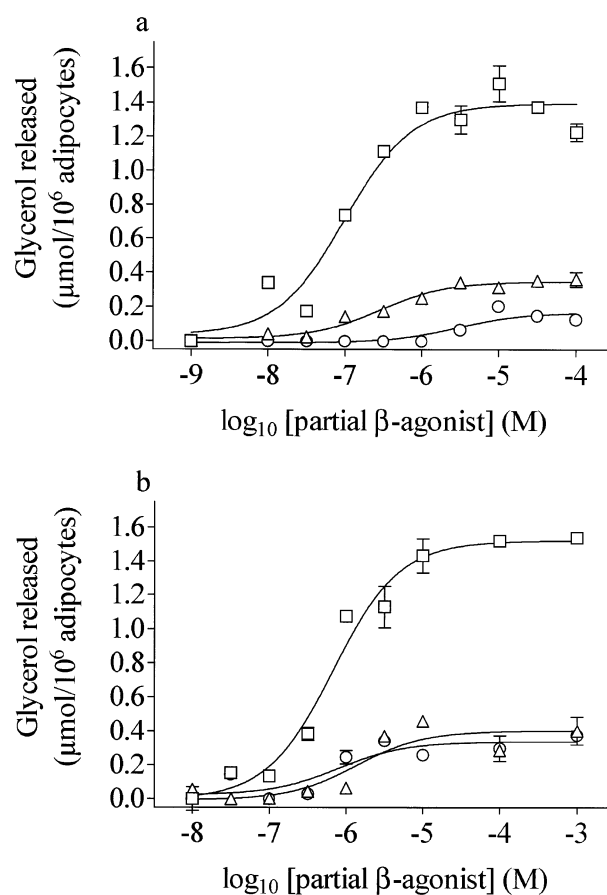 a
Glycerol released
(μmol/10⁶ adipocytes)
1.6
1.4
1.2
1.0
0.8
0.6
0.4
0.2
0.0
-9 -8 -7 -6 -5 -4
log₁₀ [partial β-agonist] (M)
b
Glycerol released
(μmol/10⁶ adipocytes)
1.6
1.4
1.2
1.0
0.8
0.6
0.4
0.2
0.0
-8 -7 -6 -5 -4 -3
log₁₀ [partial β-agonist] (M)